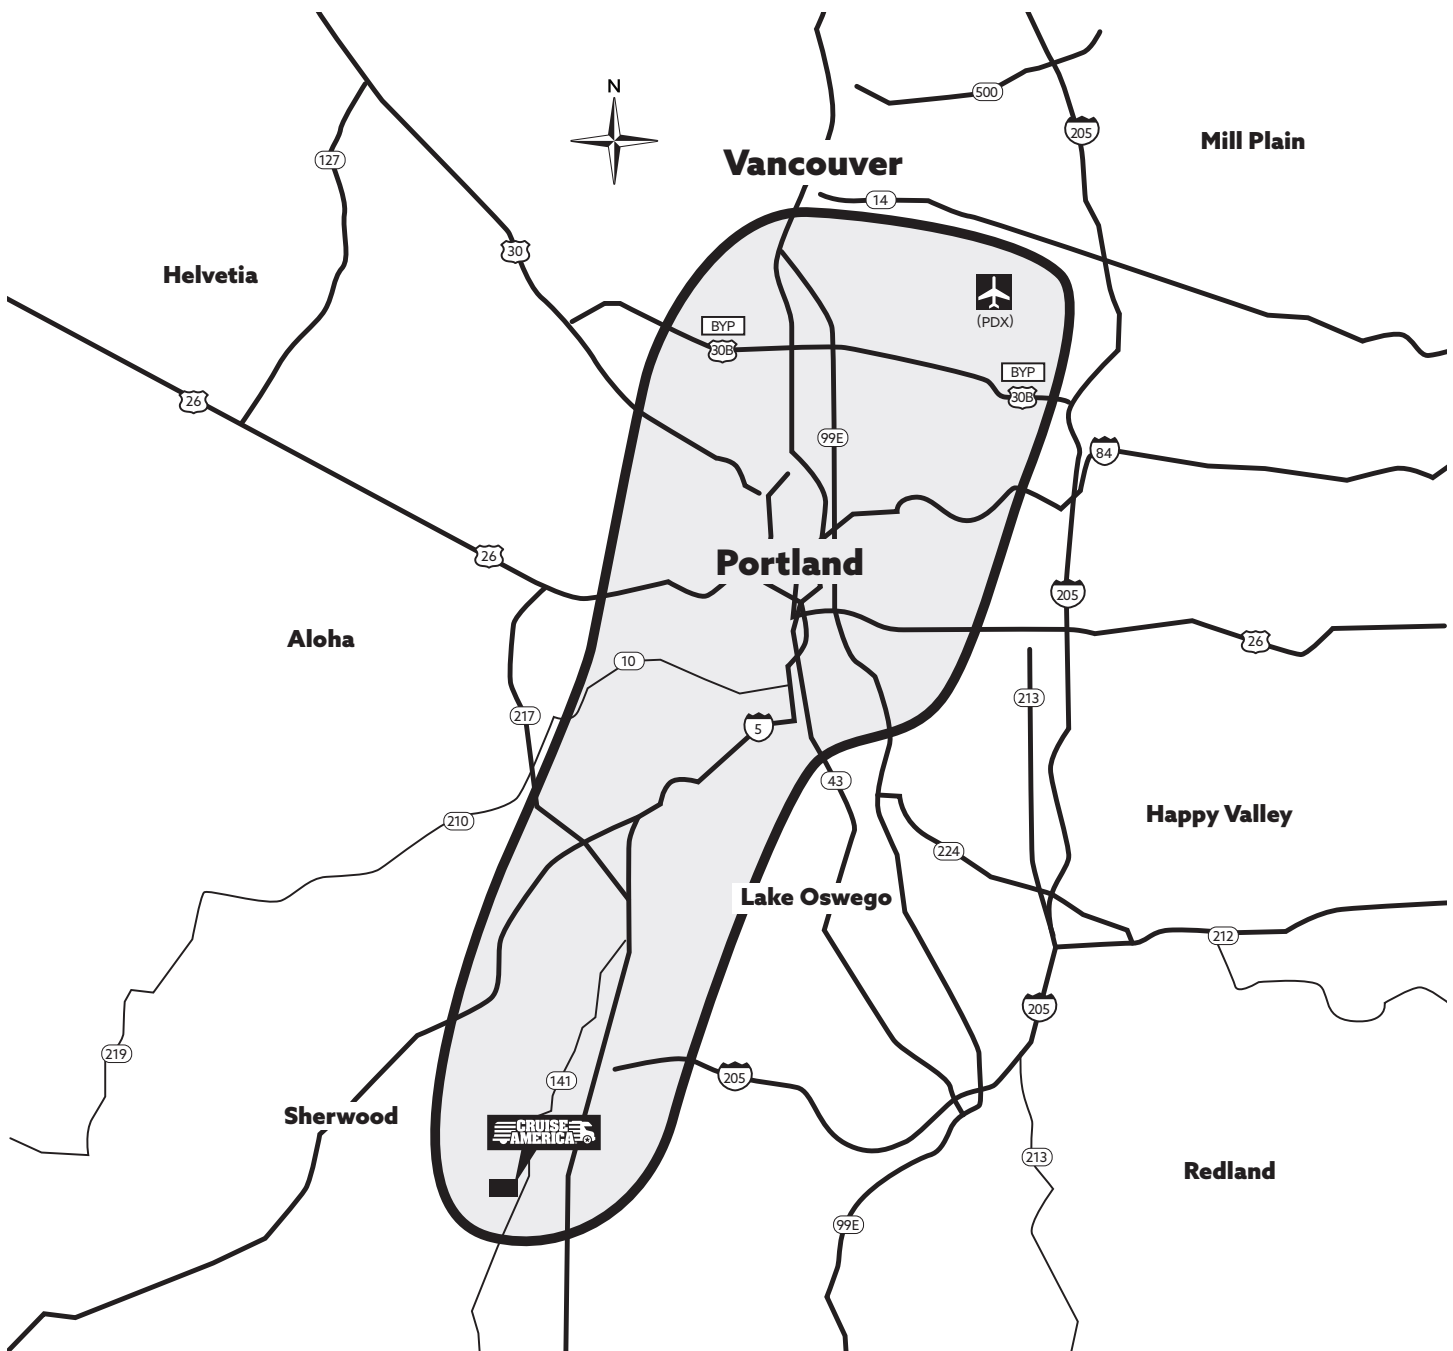 N
500
205
Mill Plain
127
Vancouver
14
30
Helvetia
(PDX)
BYP
30B
BYP
30B
26
99E
84
26
Portland
205
Aloha
26
10
213
217
5
43
Happy Valley
210
224
Lake Oswego
212
205
219
205
141
Sherwood
CRUISE
AMERICA
213
Redland
99E